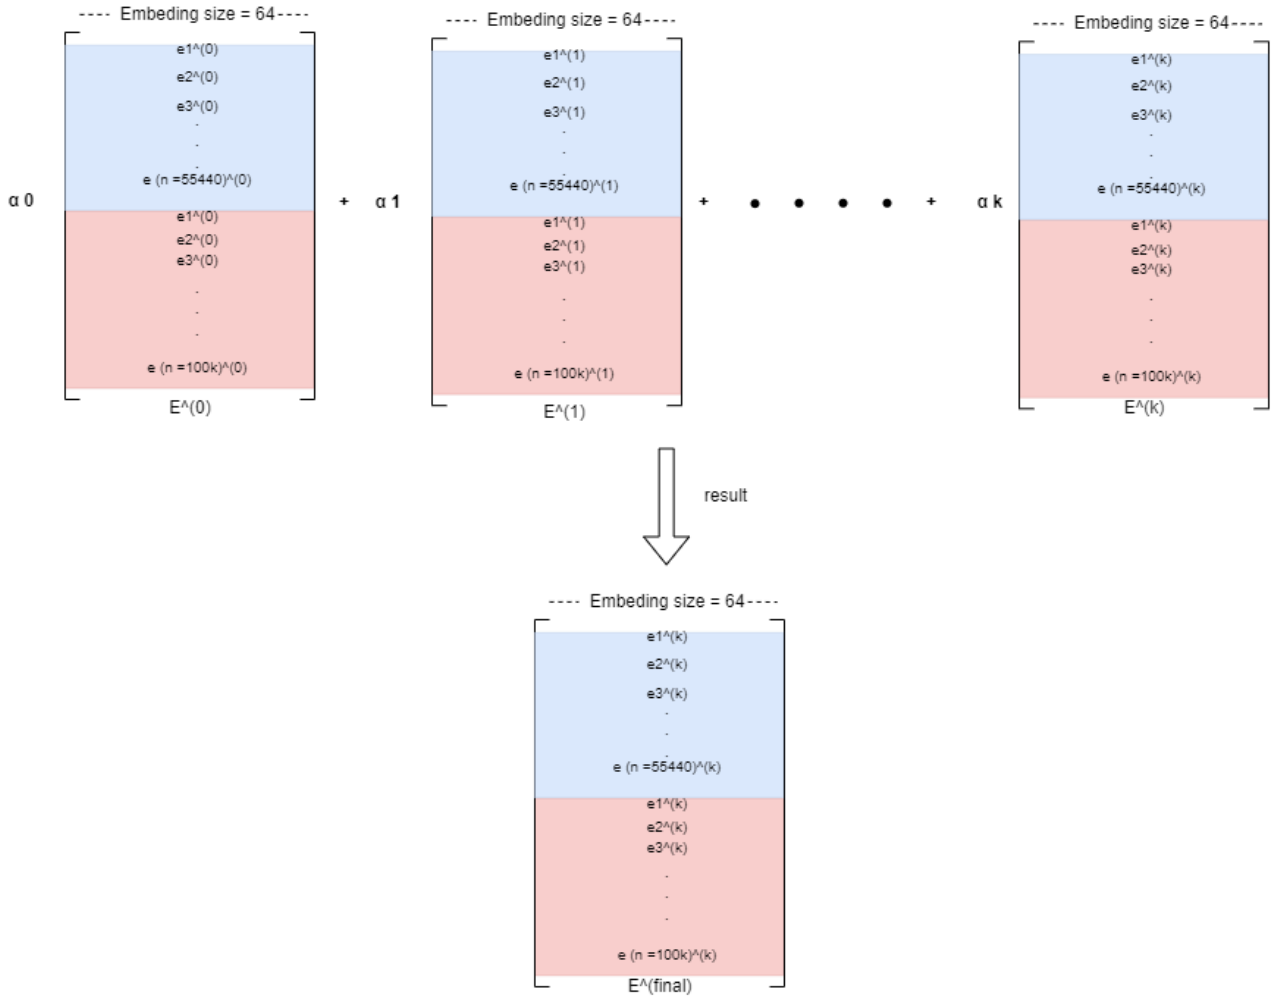 ---- Embeding size = 64----
e1^(0)
e2^(0)
e3^(0)
.
.
.
e (n =55440)^(0)
e1^(0)
e2^(0)
e3^(0)
.
.
.
e (n =100k)^(0)
E^(0)
α 0
+
α 1
---- Embeding size = 64----
e1^(1)
e2^(1)
e3^(1)
.
.
.
e (n =55440)^(1)
e1^(1)
e2^(1)
e3^(1)
.
.
.
e (n =100k)^(1)
E^(1)
+ • • • • +
α k
---- Embeding size = 64----
e1^(k)
e2^(k)
e3^(k)
.
.
.
e (n =55440)^(k)
e1^(k)
e2^(k)
e3^(k)
.
.
.
e (n =100k)^(k)
E^(k)
result
---- Embeding size = 64----
e1^(k)
e2^(k)
e3^(k)
.
.
.
e (n =55440)^(k)
e1^(k)
e2^(k)
e3^(k)
.
.
.
e (n =100k)^(k)
E^(final)